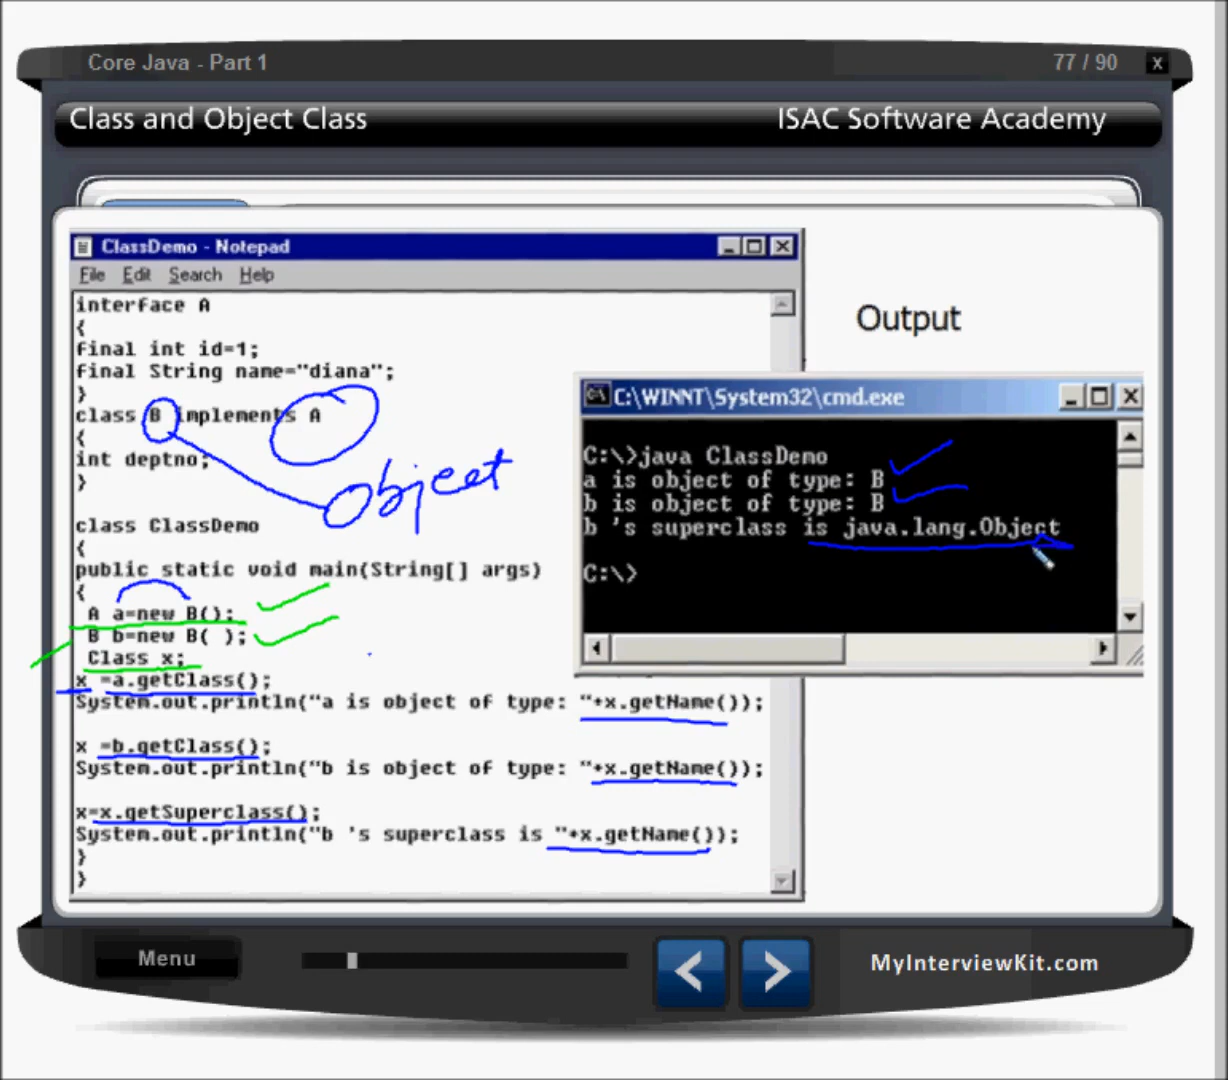 Core Java - Part 1
77 / 90
x
Class and Object Class
ISAC Software Academy
ClassDemo - Notepad
File Edit Search Help
interface A
{
final int id=1;
final String name="diana";
}
class B implements A
{
int deptno;
}
Object
class ClassDemo
{
public static void main(String[] args)
{
A a=new B();
B b=new B( );
Class x;
x =a.getClass();
System.out.println("a is object of type: "+x.getName());
x =b.getClass();
System.out.println("b is object of type: "+x.getName());
x=x.getSuperclass();
System.out.println("b 's superclass is "+x.getName());
}
}
Output
C:\WINNT\System32\cmd.exe
C:\>java ClassDemo
a is object of type: B
b is object of type: B
b 's superclass is java.lang.Object
C:\>
Menu
< >
MyInterviewKit.com